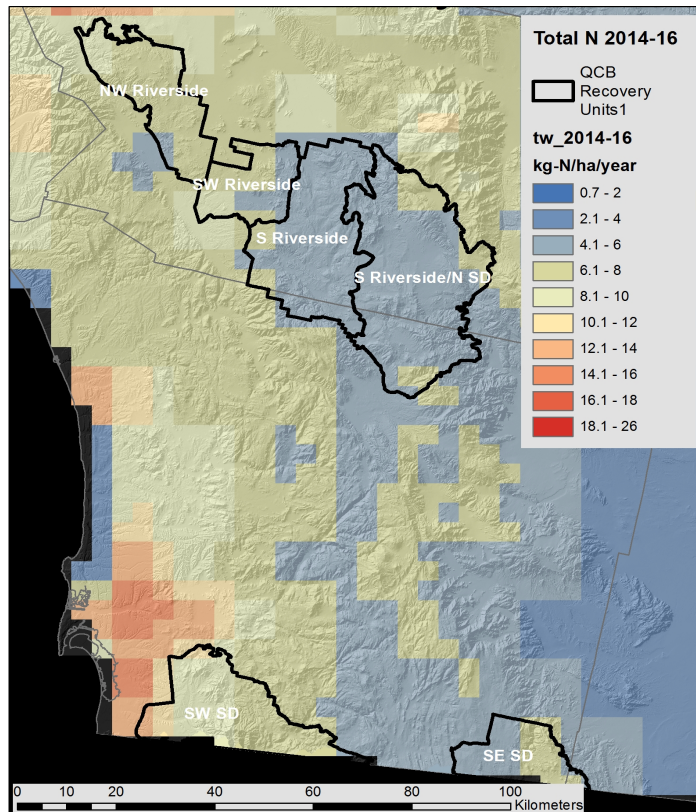 Total N 2014-16
QCB
Recovery
Units1
tw_2014-16
kg-N/ha/year
0.7 - 2
2.1 - 4
4.1 - 6
6.1 - 8
8.1 - 10
10.1 - 12
12.1 - 14
14.1 - 16
16.1 - 18
18.1 - 26
NW Riverside
SW Riverside
S Riverside
S Riverside/N SD
SW SD
SE SD
0 10 20 40 60 80 100
Kilometers